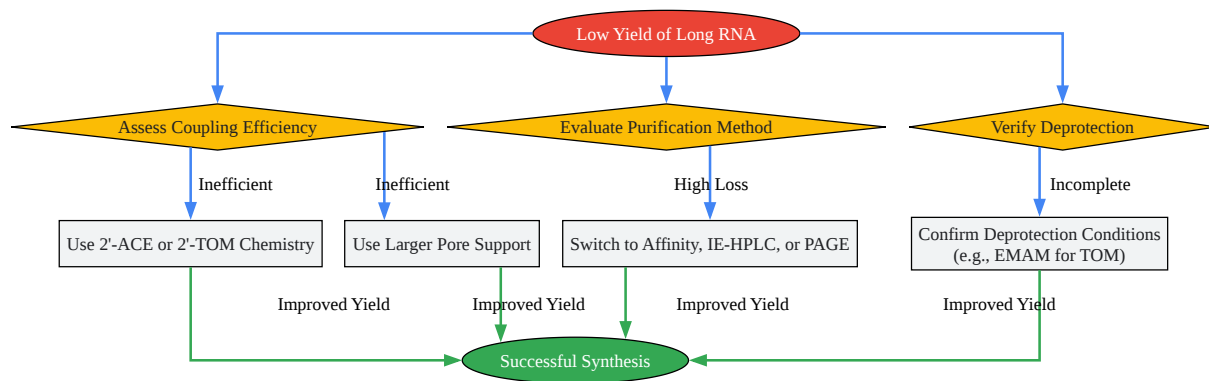 Low Yield of Long RNA
Assess Coupling Efficiency
Evaluate Purification Method
Verify Deprotection
Inefficient
Inefficient
High Loss
Incomplete
Use 2'-ACE or 2'-TOM Chemistry
Use Larger Pore Support
Switch to Affinity, IE-HPLC, or PAGE
Confirm Deprotection Conditions
(e.g., EMAM for TOM)
Improved Yield
Improved Yield
Improved Yield
Improved Yield
Successful Synthesis